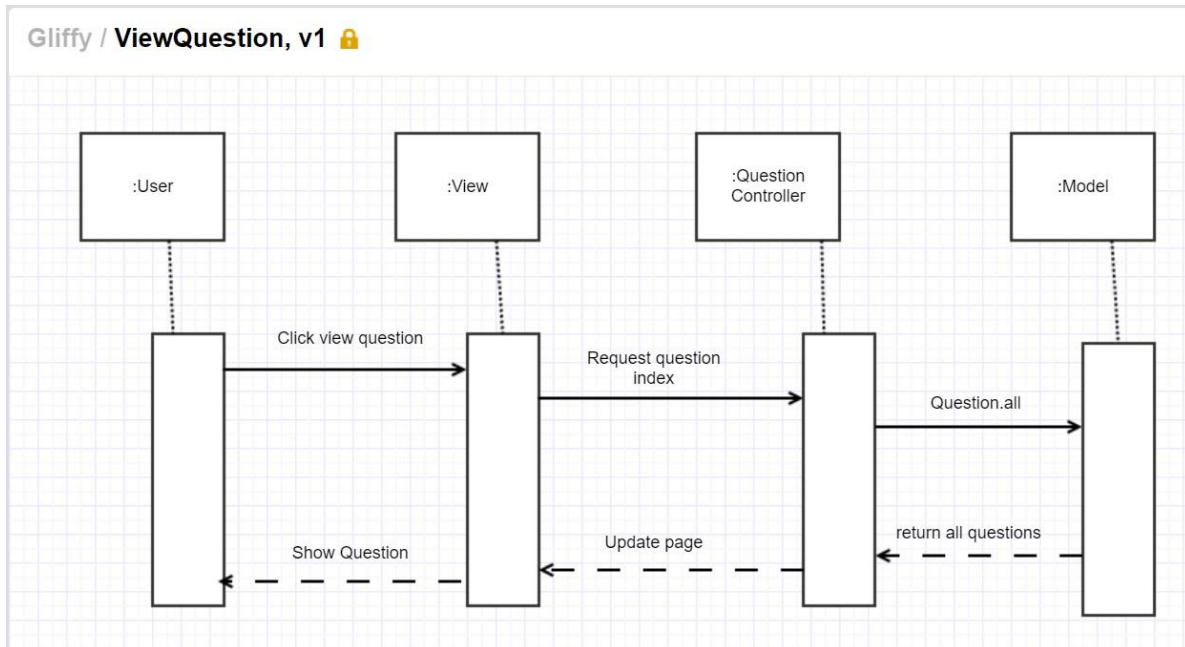 Gliffy / ViewQuestion, v1
:User
:View
:Question
Controller
:Model
Click view question
Request question
index
Question.all
return all questions
Update page
Show Question